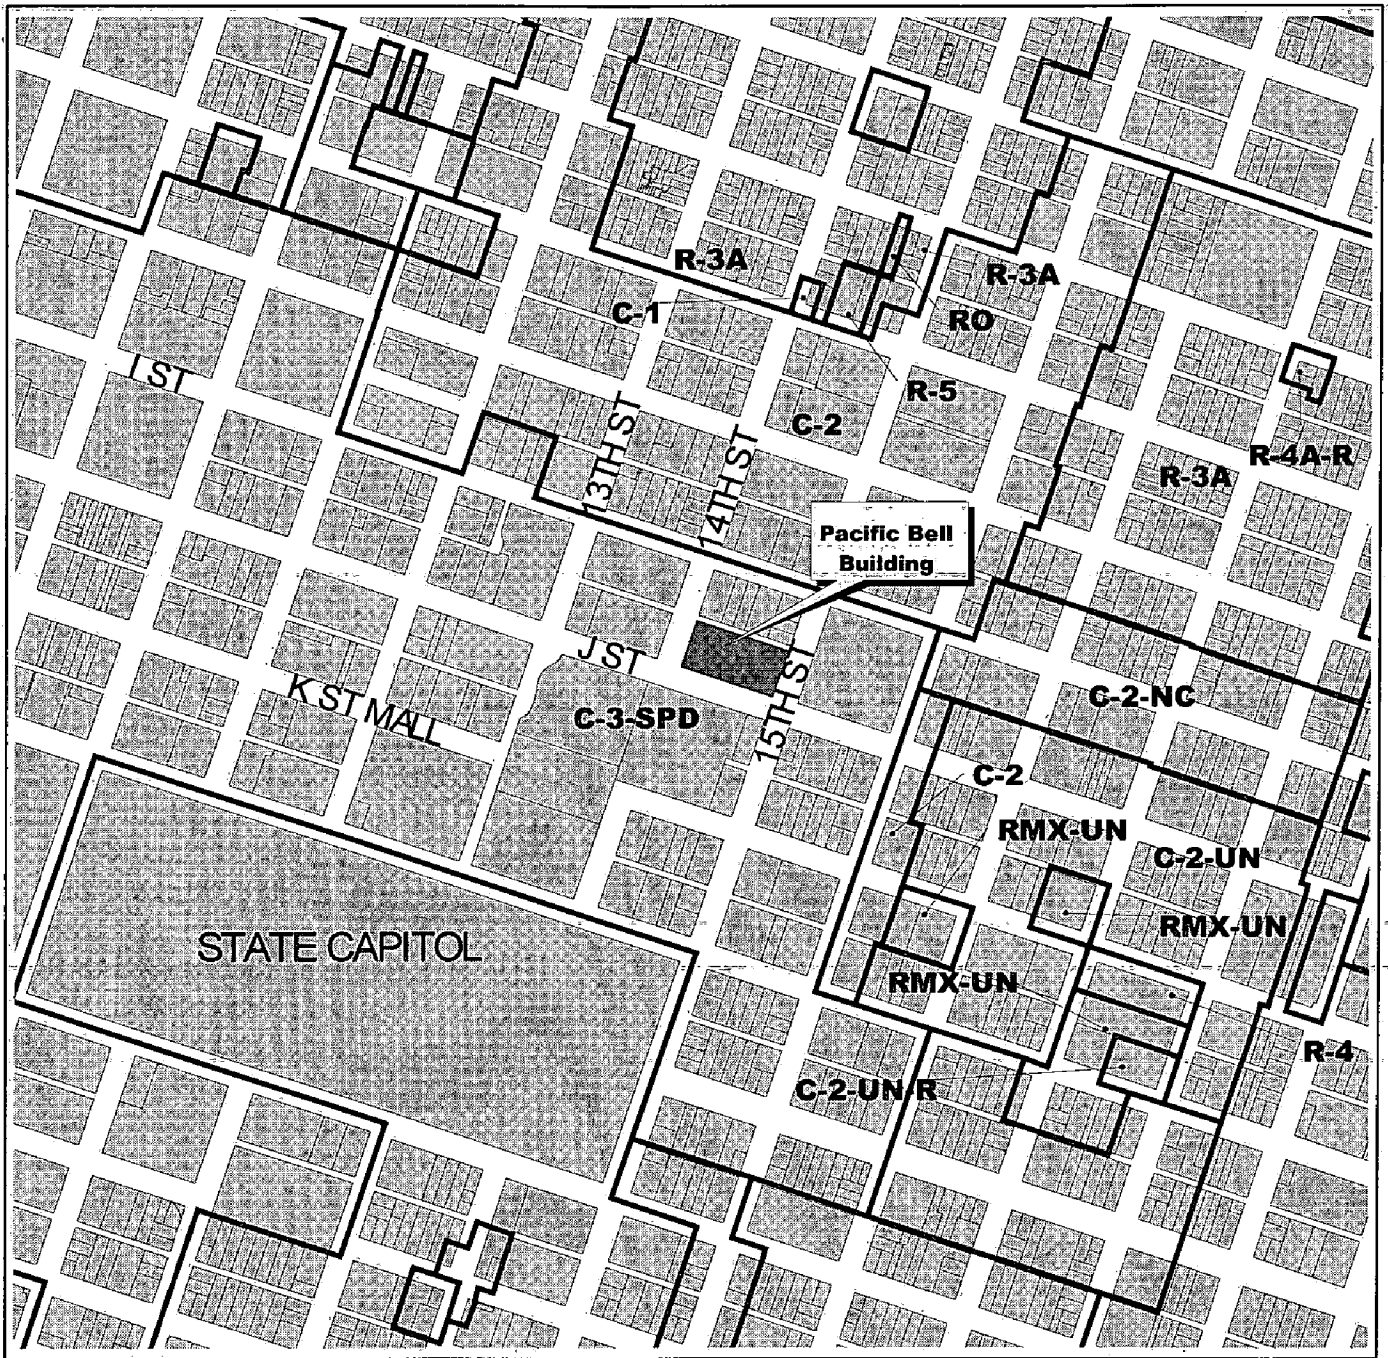 R-3A
R-3A
C-1
RO
I ST
R-5
C-2
13TH ST
14TH ST
R-4A-R
R-3A
Pacific Bell
Building
J ST
15TH ST
K ST MALL
C-3-SPD
C-2-NC
C-2
RMX-UN
C-2-UN
RMX-UN
STATE CAPITOL
RMX-UN
R-4
C-2-UN-R